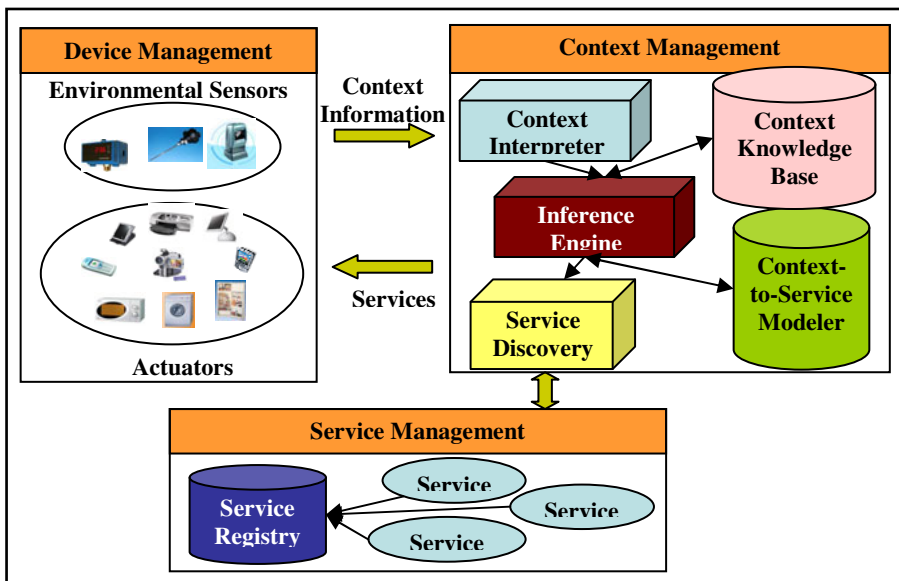 Device Management
Environmental Sensors
Actuators
Context
Information
Services
Context Management
Context
Interpreter
Context
Knowledge
Base
Inference
Engine
Context-
to-Service
Modeler
Service
Discovery
Service Management
Service
Registry
Service
Service
Service